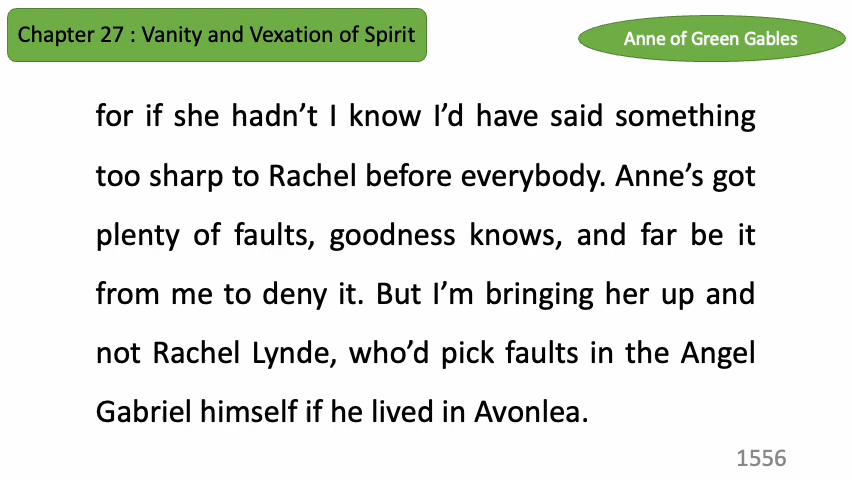 Chapter 27 : Vanity and Vexation of Spirit
Anne of Green Gables
for if she hadn’t I know I’d have said something
too sharp to Rachel before everybody. Anne’s got
plenty of faults, goodness knows, and far be it
from me to deny it. But I’m bringing her up and
not Rachel Lynde, who’d pick faults in the Angel
Gabriel himself if he lived in Avonlea.
1556